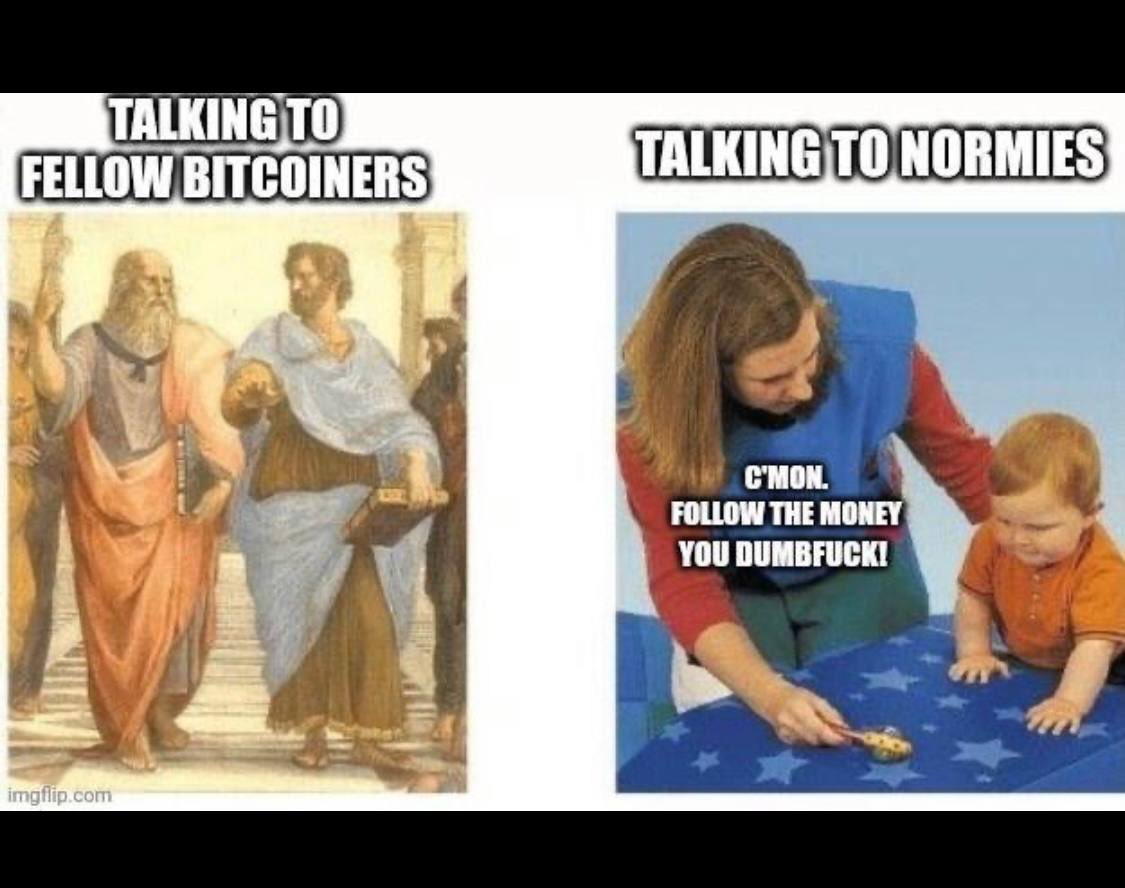 TALKING TO
FELLOW BITCOINERS
TALKING TO NORMIES
C'MON.
FOLLOW THE MONEY
YOU DUMBFUCK!
imgflip.com